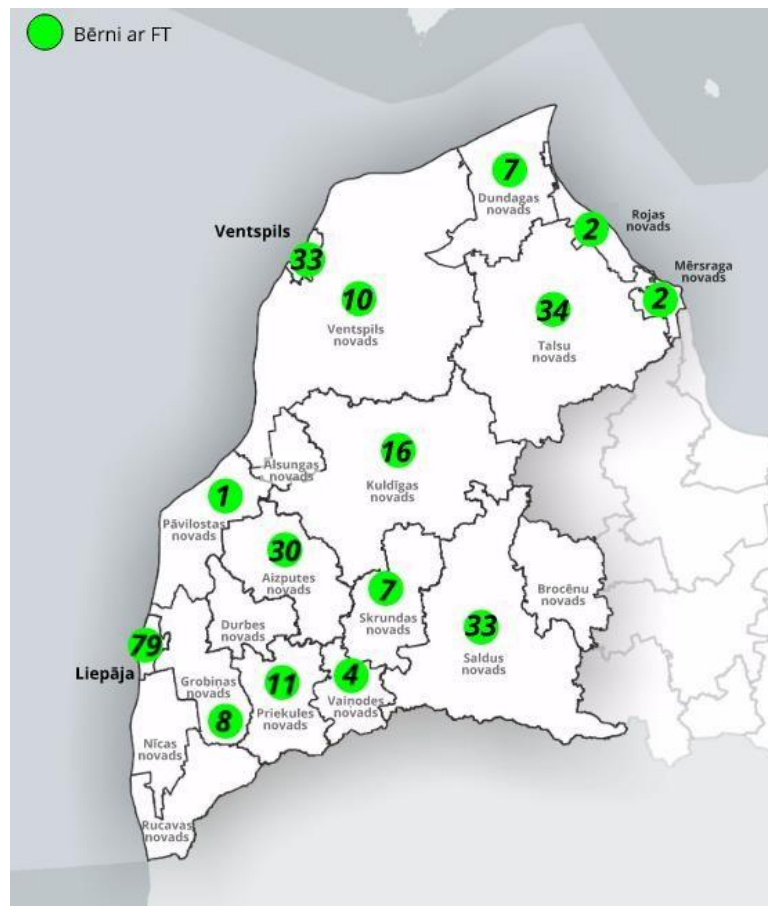 Bērni ar FT
7
Dundagas
novads
Rojas
novads
2
Ventspils
33
Mērsraga
novads
2
10
Ventspils
novads
34
Talsu
novads
Alsungas
novads
16
Kuldīgas
novads
1
Pāvilostas
novads
30
Aizputes
novads
7
Skrundas
novads
Brocēnu
novads
Durbes
novads
33
Saldus
novads
79
Liepāja
Grobiņas
novads
8
11
Priekules
novads
4
Vaiņodes
novads
Nīcas
novads
Rucavas
novads